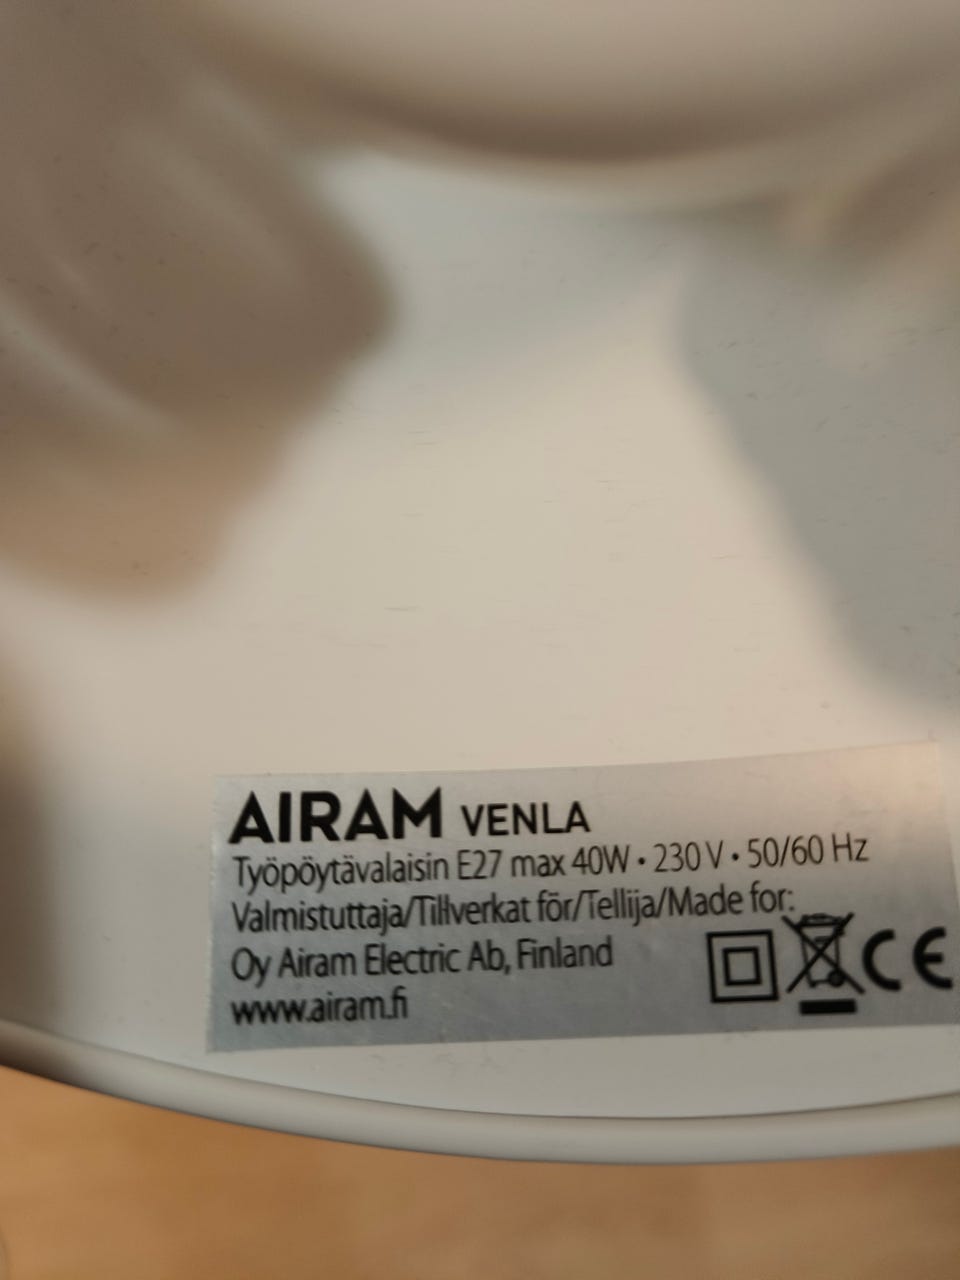 AIRAM VENLA
Työpöytävalaisin E27 max 40W • 230 V • 50/60 Hz
Valmistuttaja/Tillverkat för/Tellija/Made for:
Oy Airam Electric Ab, Finland
www.airam.fi
CE